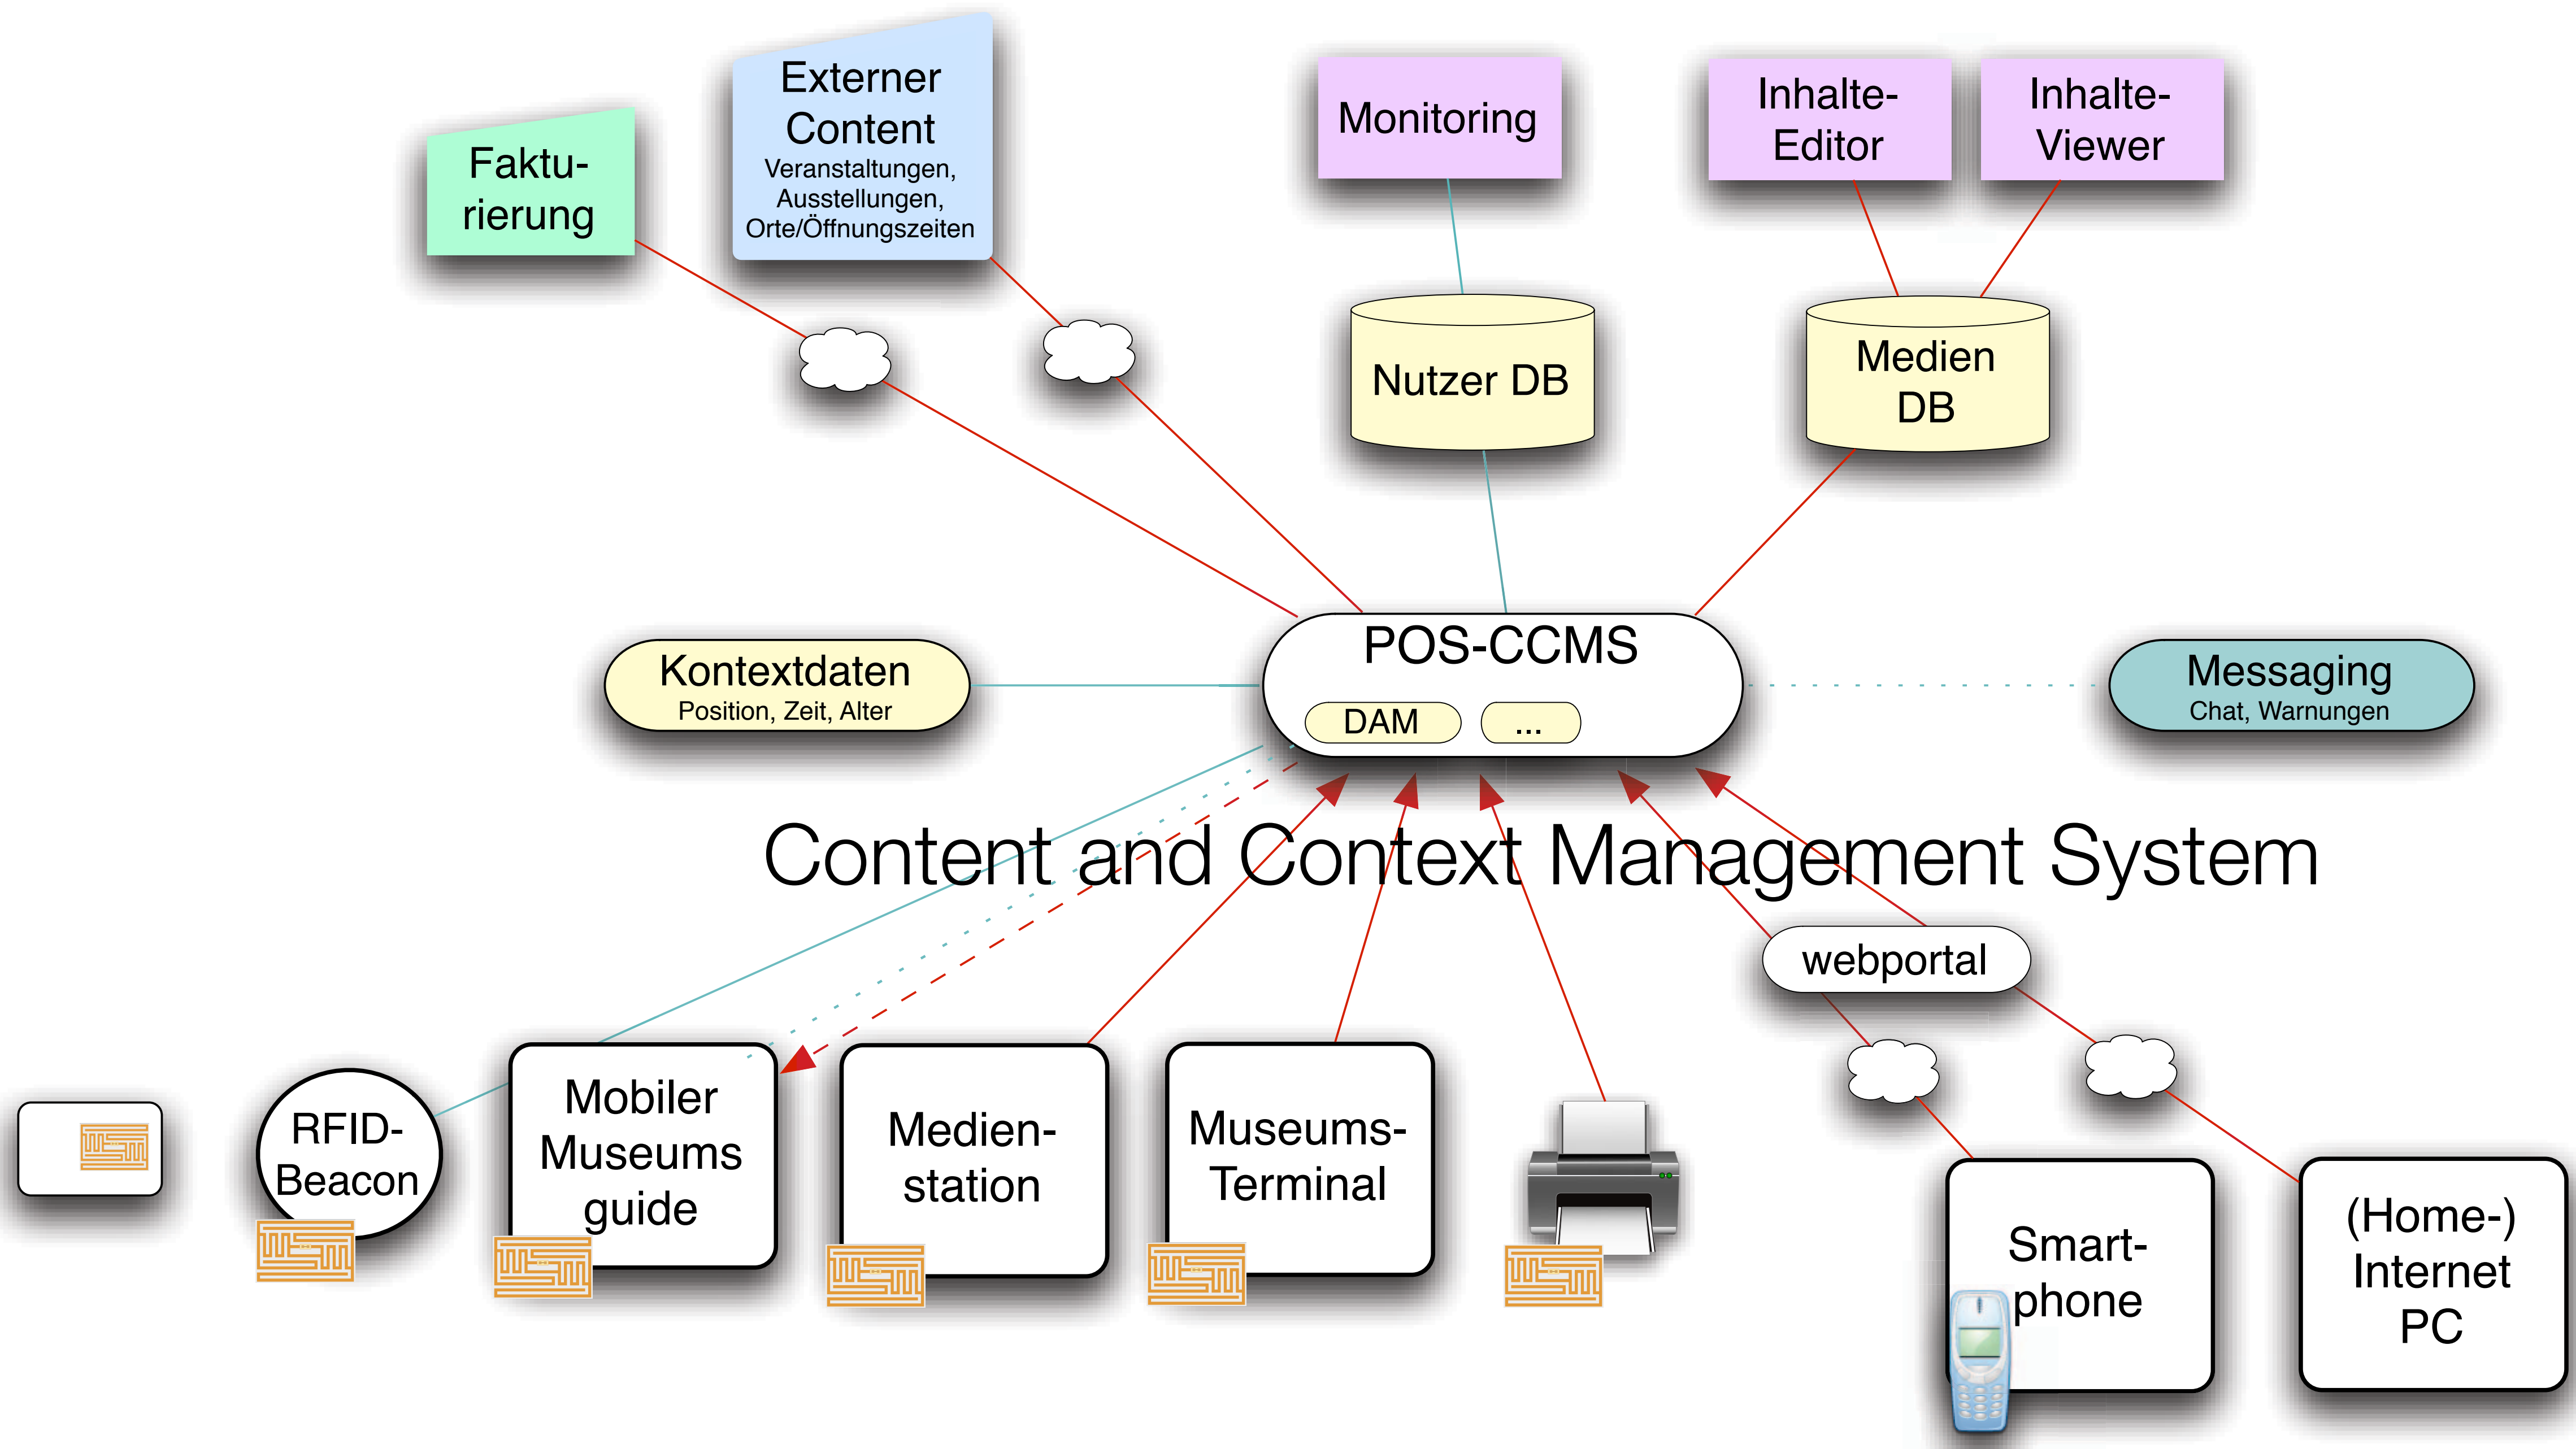 Externer
Content
Veranstaltungen,
Ausstellungen,
Orte/Öffnungszeiten
Faktu-
rierung
Monitoring
Inhalte-
Editor
Inhalte-
Viewer
Nutzer DB
Medien
DB
Kontextdaten
Position, Zeit, Alter
POS-CCMS
DAM
...
Messaging
Chat, Warnungen
Content and Context Management System
webportal
RFID-
Beacon
Mobiler
Museums
guide
Medien-
station
Museums-
Terminal
Smart-
phone
(Home-)
Internet
PC